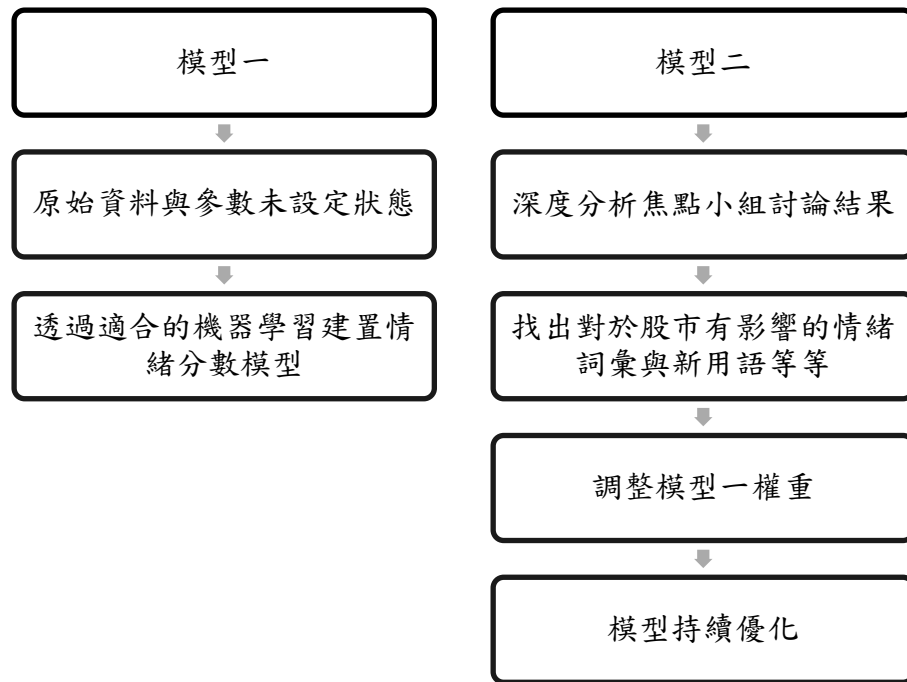 模型一
原始資料與參數未設定狀態
透過適合的機器學習建置情
緒分數模型
模型二
深度分析焦點小組討論結果
找出對於股市有影響的情緒
詞彙與新用語等等
調整模型一權重
模型持續優化